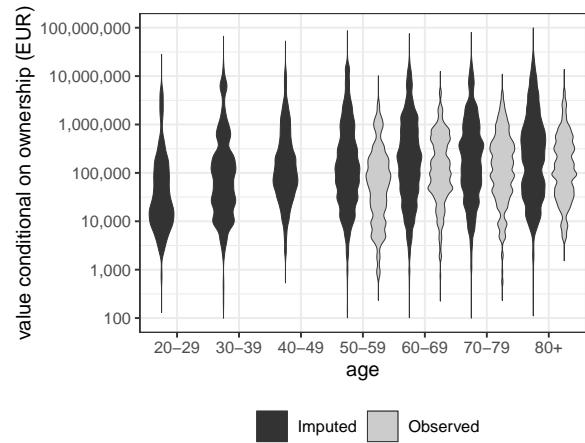 value conditional on ownership (EUR)
100,000,000
10,000,000
1,000,000
100,000
10,000
1,000
100
20–29 30–39 40–49 50–59 60–69 70–79 80+
age
Imputed Observed